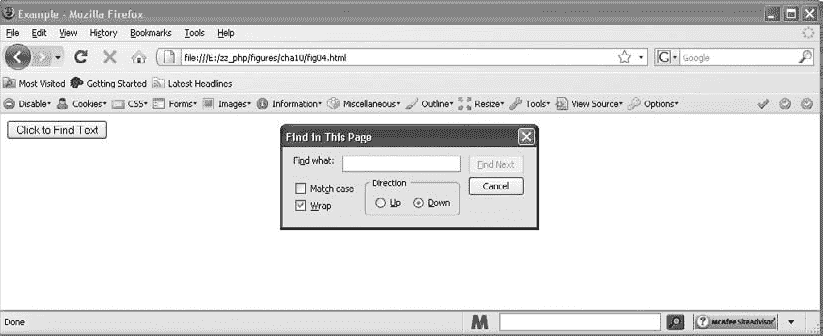 Example - Mozilla Firefox
File Edit View History Bookmarks Tools Help
file:///E:/zz_php/figures/cha10/fig04.html
Google
Most Visited Getting Started Latest Headlines
Disable Cookies CSS Forms Images Information Miscellaneous Outline Resize Tools View Source Options
Click to Find Text
Find in This Page
Find what:
Find Next
Match case
Direction
Cancel
Wrap
Up Down
Done
M
McAfee SiteAdvisor